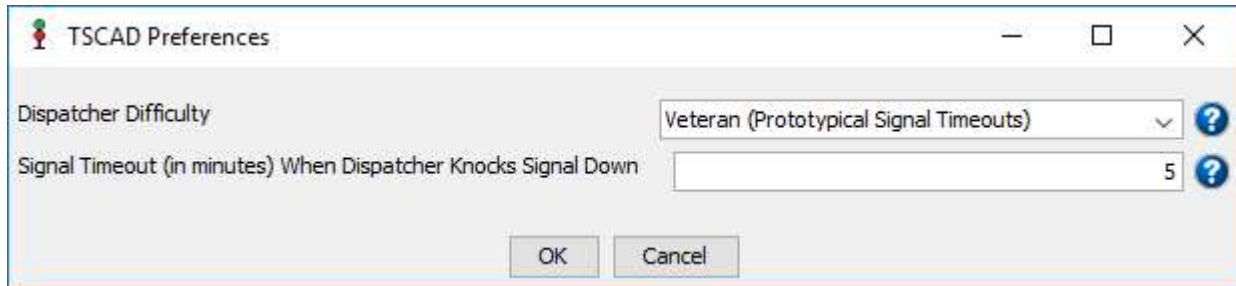 TSCAD Preferences
Dispatcher Difficulty
Veteran (Prototypical Signal Timeouts)
?
Signal Timeout (in minutes) When Dispatcher Knocks Signal Down
5
?
OK
Cancel